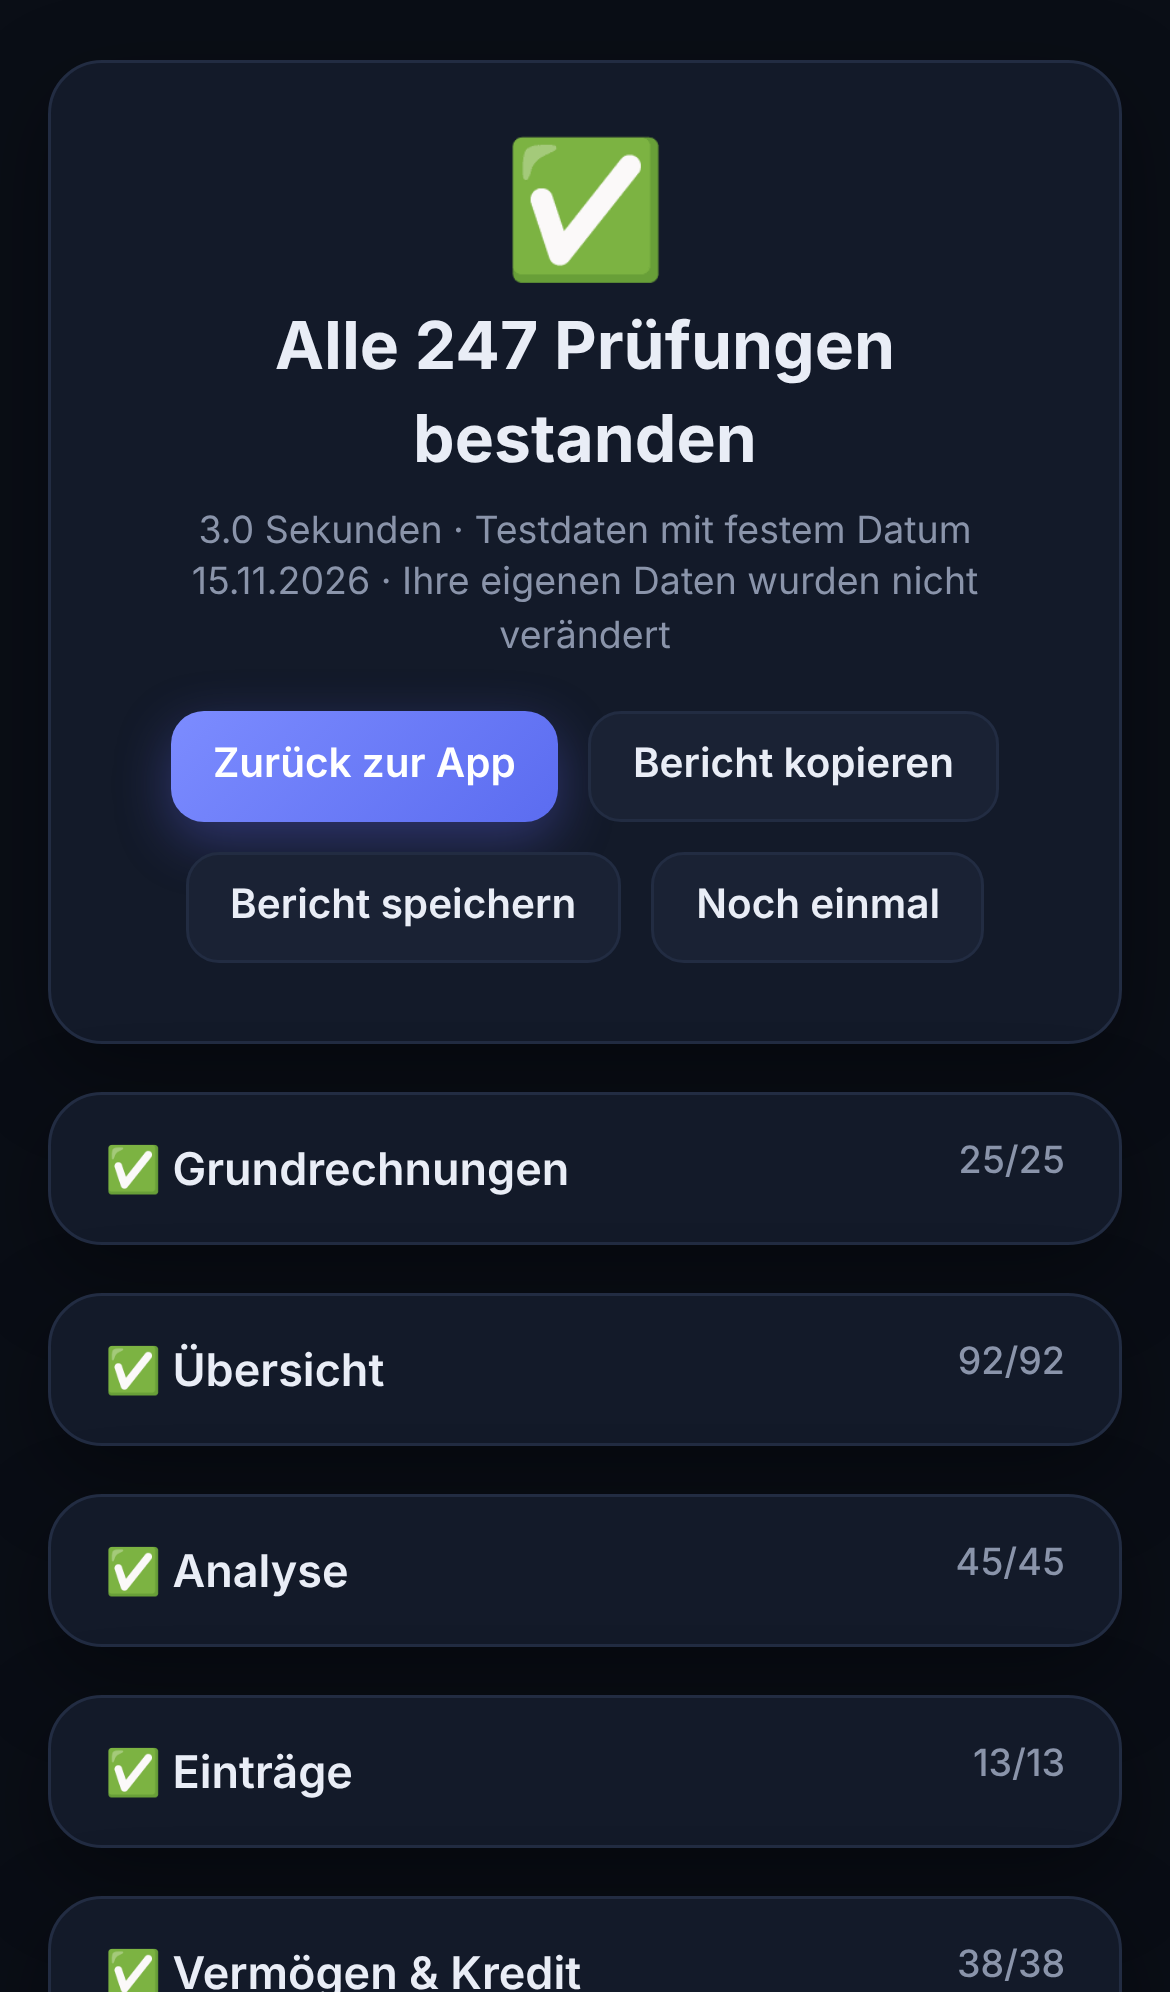 Alle 247 Prüfungen
bestanden
3.0 Sekunden · Testdaten mit festem Datum
15.11.2026 · Ihre eigenen Daten wurden nicht
verändert
Zurück zur App
Bericht kopieren
Bericht speichern
Noch einmal
✅ Grundrechnungen 25/25
✅ Übersicht 92/92
✅ Analyse 45/45
✅ Einträge 13/13
✅ Vermögen & Kredit 38/38